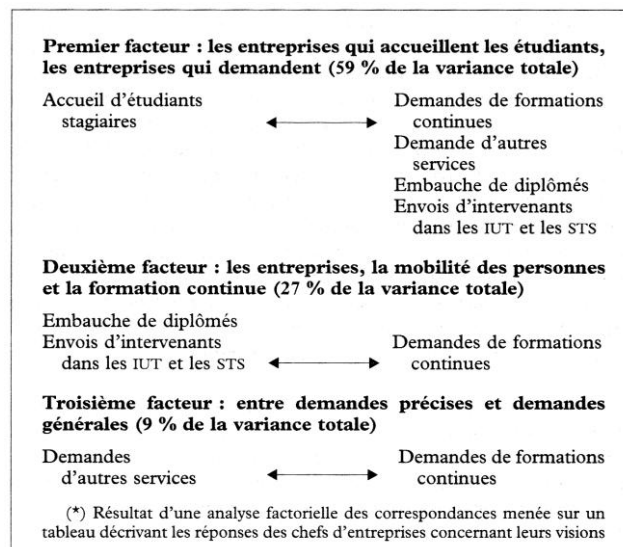 Premier facteur : les entreprises qui accueillent les étudiants,
les entreprises qui demandent (59 % de la variance totale)
Accueil d'étudiants
stagiaires
Demandes de formations
continues
Demande d'autres
services
Embauche de diplômés
Envois d'intervenants
dans les IUT et les STS
Deuxième facteur : les entreprises, la mobilité des personnes
et la formation continue (27 % de la variance totale)
Embauche de diplômés
Envois d'intervenants
dans les IUT et les STS
Demandes de formations
continues
Troisième facteur : entre demandes précises et demandes
générales (9 % de la variance totale)
Demandes
d'autres services
Demandes de formations
continues
(*) Résultat d'une analyse factorielle des correspondances menée sur un
tableau décrivant les réponses des chefs d'entreprises concernant leurs visions